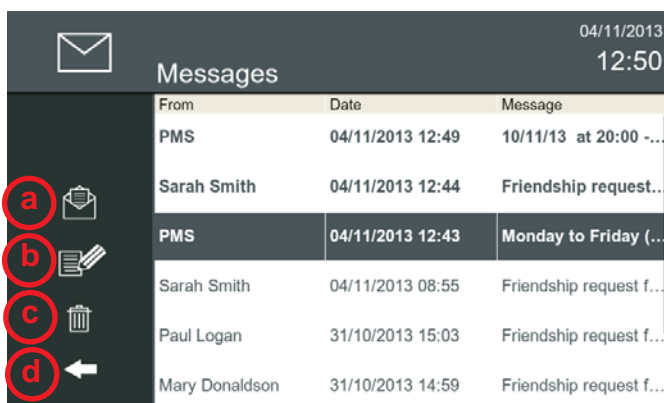 04/11/2013
12:50
Messages
From Date Message
PMS 04/11/2013 12:49 10/11/13 at 20:00 -...
Sarah Smith 04/11/2013 12:44 Friendship request...
a
PMS 04/11/2013 12:43 Monday to Friday (...
b
Sarah Smith 04/11/2013 08:55 Friendship request f...
c
Paul Logan 31/10/2013 15:03 Friendship request f...
d
Mary Donaldson 31/10/2013 14:59 Friendship request f...